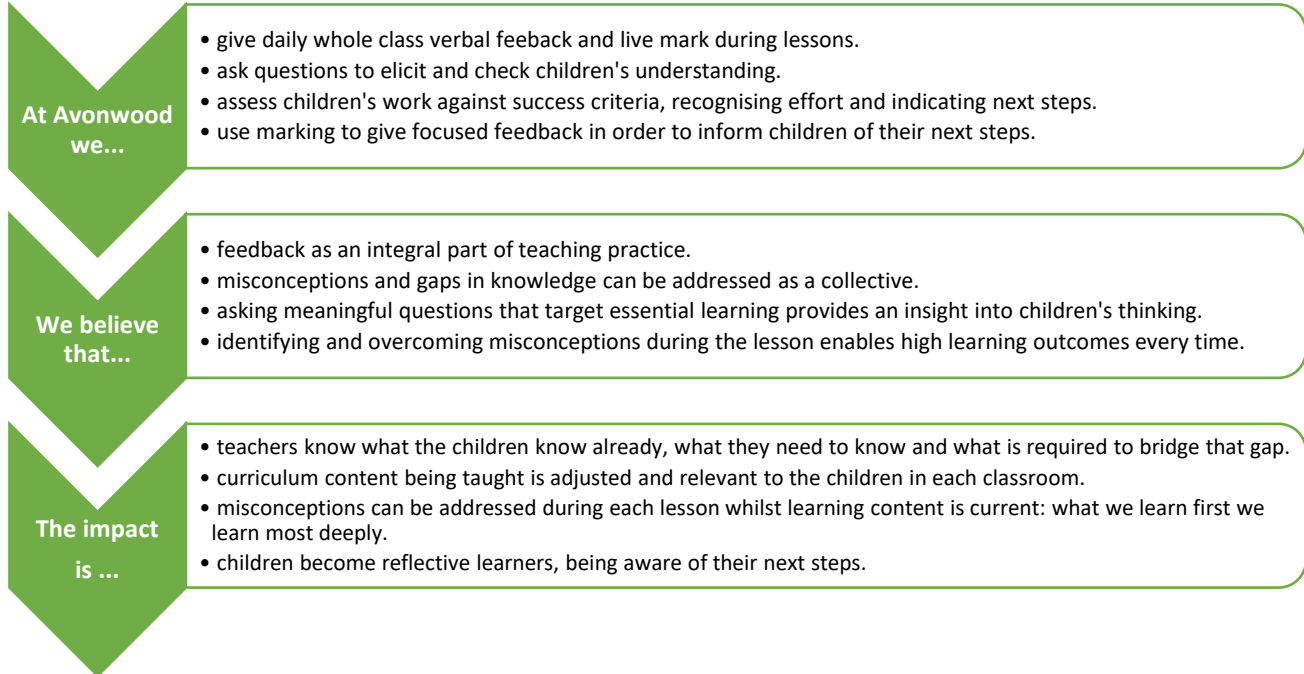 At Avonwood
we...
• give daily whole class verbal feeback and live mark during lessons.
• ask questions to elicit and check children's understanding.
• assess children's work against success criteria, recognising effort and indicating next steps.
• use marking to give focused feedback in order to inform children of their next steps.
We believe
that...
• feedback as an integral part of teaching practice.
• misconceptions and gaps in knowledge can be addressed as a collective.
• asking meaningful questions that target essential learning provides an insight into children's thinking.
• identifying and overcoming misconceptions during the lesson enables high learning outcomes every time.
The impact
is ...
• teachers know what the children know already, what they need to know and what is required to bridge that gap.
• curriculum content being taught is adjusted and relevant to the children in each classroom.
• misconceptions can be addressed during each lesson whilst learning content is current: what we learn first we
learn most deeply.
• children become reflective learners, being aware of their next steps.